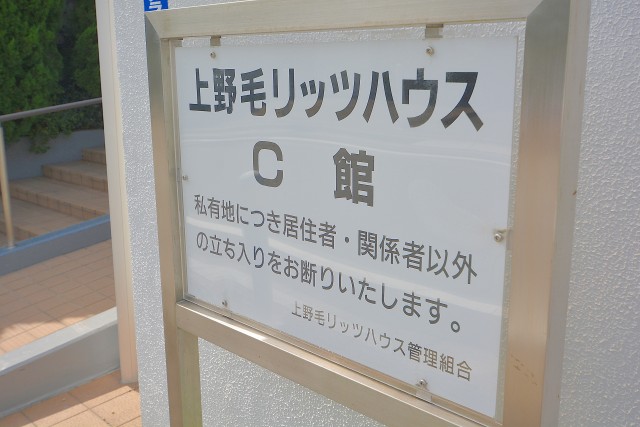 上野毛リッツハウス
C 館
私有地につき居住者・関係者以外
の立ち入りをお断りいたします。
上野毛リッツハウス管理組合